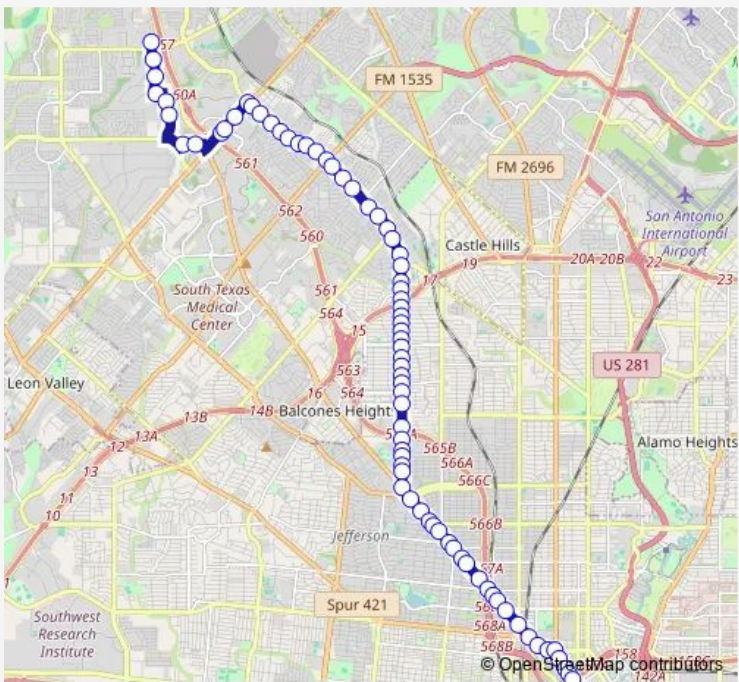 57
FM 1535
60A
561
FM 2696
562
San Antonio
International
Airport
560
Castle Hills
19
20A 20B
22
23
17
561
South Texas
Medical
Center
564
15
US 281
563
Leon Valley
16
564
14B
Balcones Height
13B
13A
12
Alamo Heights
565B
566A
13
566C
11
10
566B
Jefferson
57A
Spur 421
568A
Southwest
Research
Institute
568B
158
© OpenStreetMap contributors
142A